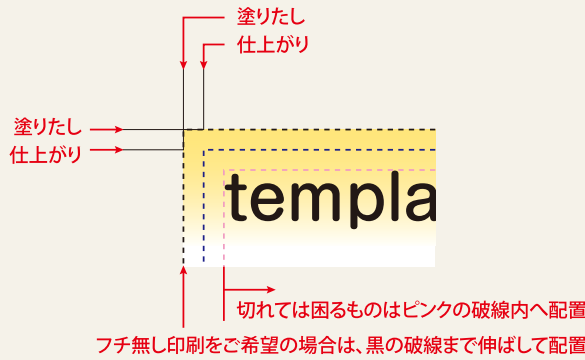 塗りたし
仕上がり
塗りたし
仕上がり
templa
切れては困るものはピンクの破線内へ配置
フチ無し印刷をご希望の場合は、黒の破線まで伸ばして配置